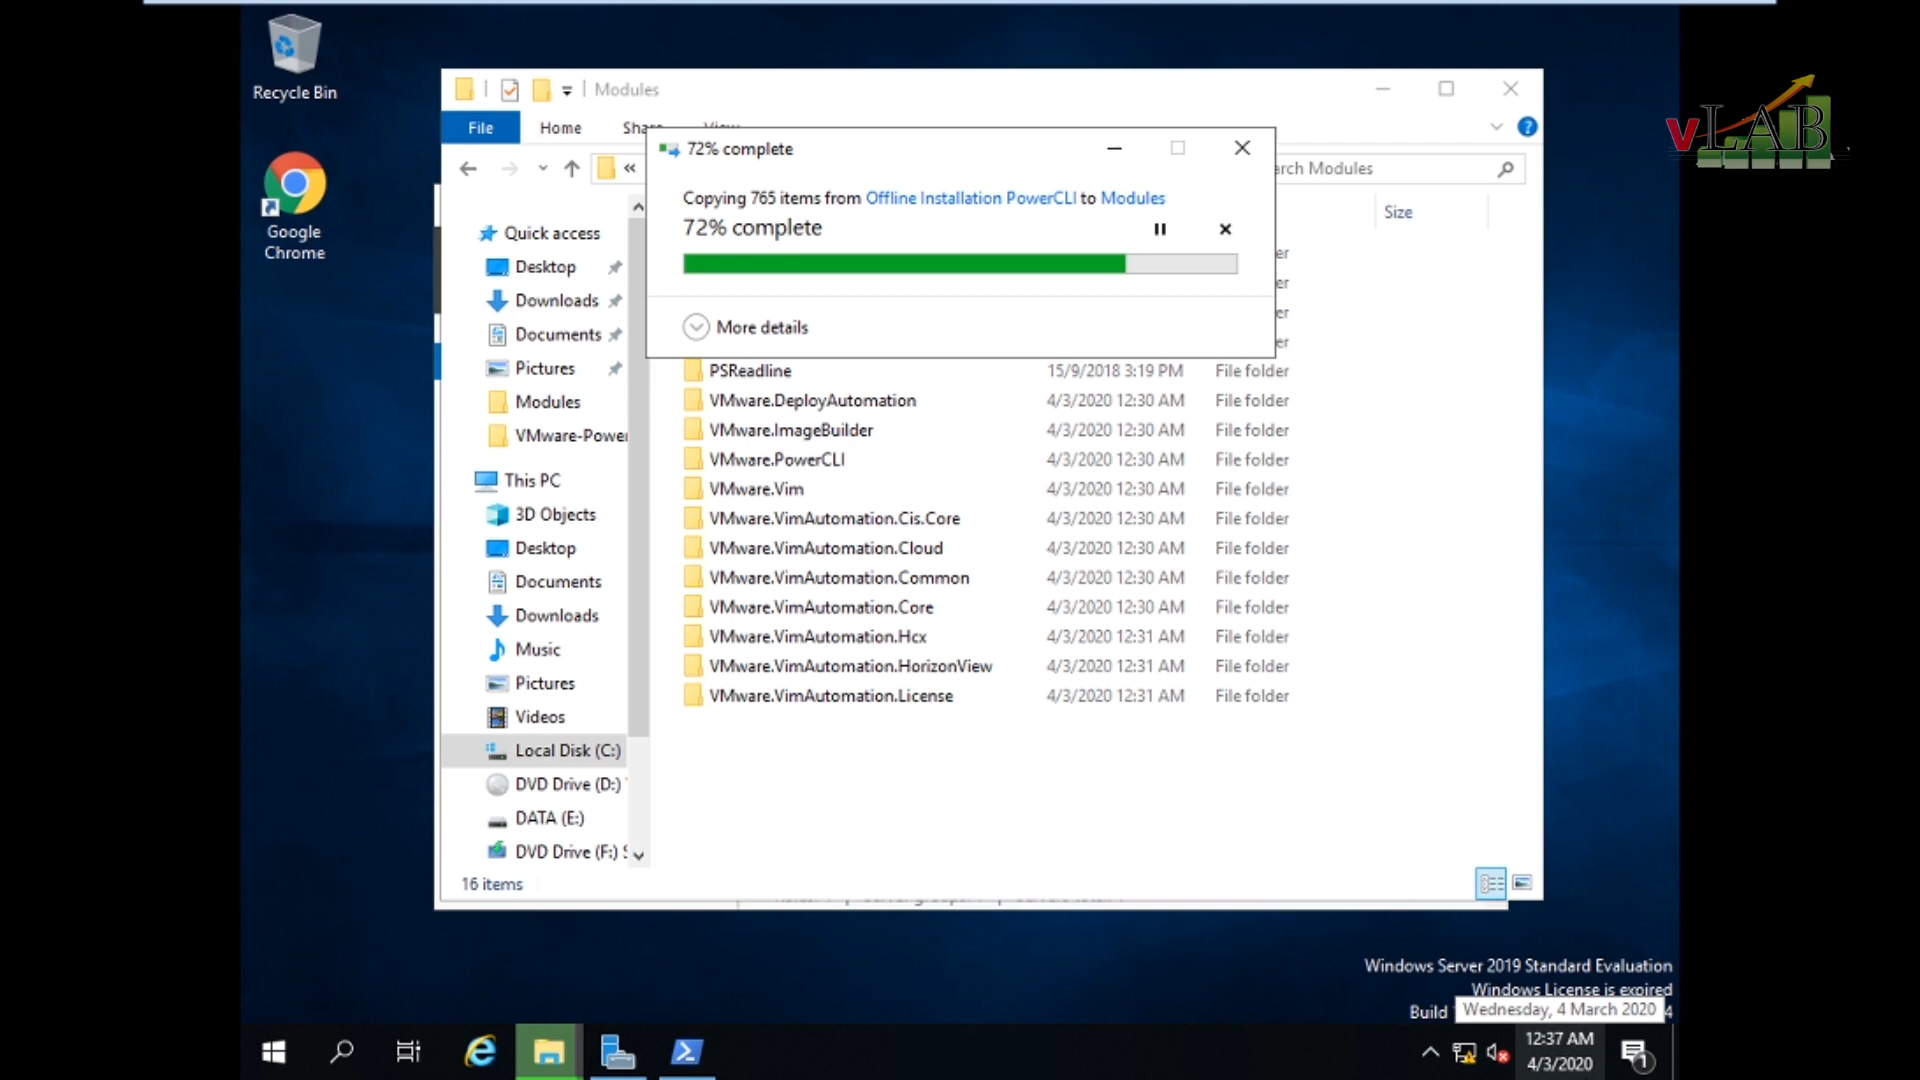 Recycle Bin
Google
Chrome
Modules
File
Home
vLAB
72% complete
Copying 765 items from Offline Installation PowerCLI to Modules
72% complete
More details
Modules
Size
Quick access
Desktop
Downloads
Documents
Pictures
Modules
This PC
3D Objects
Desktop
Documents
Downloads
Music
Pictures
Videos
Local Disk (C:)
DVD Drive (D:)
DATA (E:)
DVD Drive (F:)
PSReadline 15/9/2018 3:19 PM File folder
VMware.DeployAutomation 4/3/2020 12:30 AM File folder
VMware.ImageBuilder 4/3/2020 12:30 AM File folder
VMware.PowerCLI 4/3/2020 12:30 AM File folder
VMware.Vim 4/3/2020 12:30 AM File folder
VMware.VimAutomation.Cis.Core 4/3/2020 12:30 AM File folder
VMware.VimAutomation.Cloud 4/3/2020 12:30 AM File folder
VMware.VimAutomation.Common 4/3/2020 12:30 AM File folder
VMware.VimAutomation.Core 4/3/2020 12:30 AM File folder
VMware.VimAutomation.Hcx 4/3/2020 12:31 AM File folder
VMware.VimAutomation.HorizonView 4/3/2020 12:31 AM File folder
VMware.VimAutomation.License 4/3/2020 12:31 AM File folder
16 items
Windows Server 2019 Standard Evaluation
Windows License is expired
Build
Wednesday, 4 March 2020
12:37 AM
4/3/2020
1